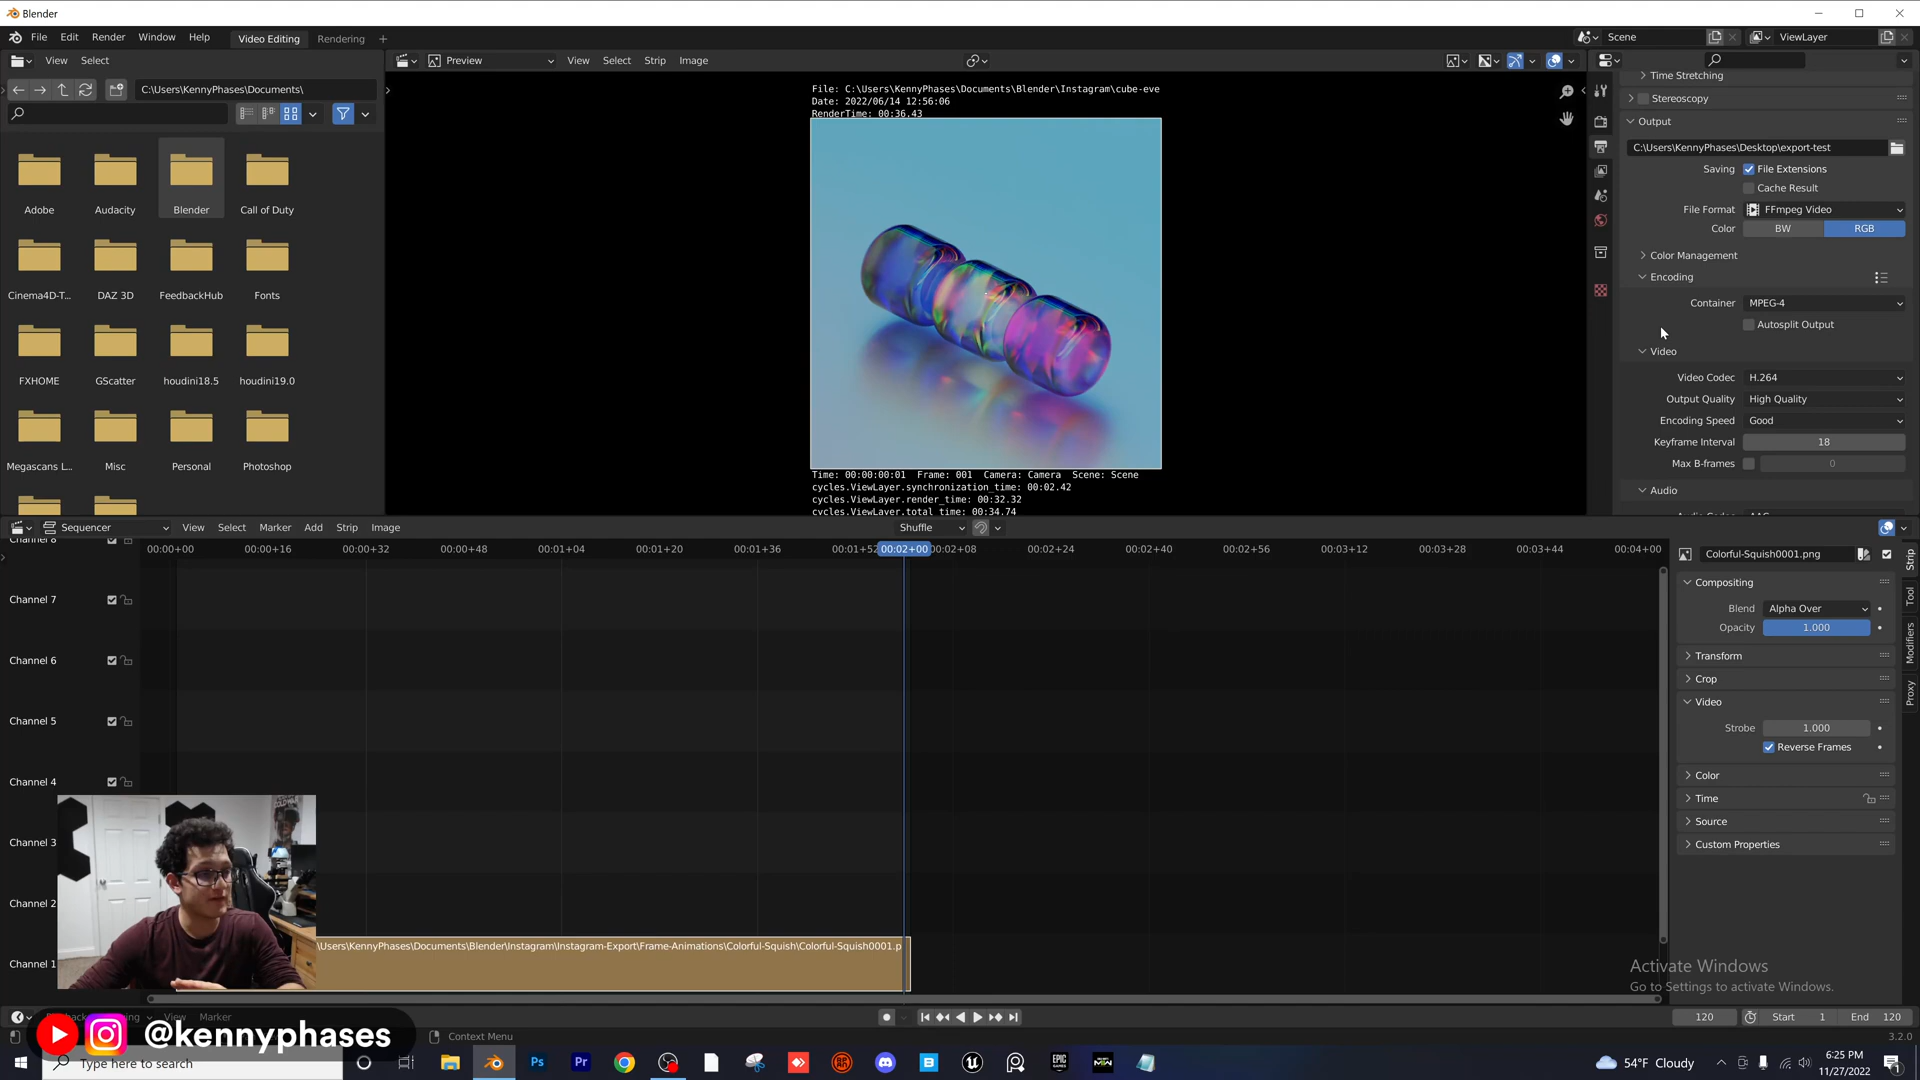 Blender
File Edit Render Window Help Video Editing Rendering + Scene ViewLayer
View Select Preview View Select Strip Image
C:\Users\KennyPhases\Documents\
Adobe Audacity Blender Call of Duty
Cinema4D-T... DAZ 3D FeedbackHub Fonts
FXHOME GScatter houdini18.5 houdini19.0
Megascans L... Misc Personal Photoshop
File: C:\Users\KennyPhases\Documents\Blender\Instagram\cube-eve
Date: 2022/06/14 12:56:06
RenderTime: 00:36.43
Time: 00:00:00:01 Frame: 001 Camera: Camera Scene: Scene
cycles.ViewLayer.synchronization_time: 00:02.42
cycles.ViewLayer.render_time: 00:32.32
cycles.ViewLayer.total_time: 00:34.74
Time Stretching
Stereoscopy
Output
C:\Users\KennyPhases\Desktop\export-test
Saving File Extensions
Cache Result
File Format FFmpeg Video
Color BW RGB
Color Management
Encoding
Container MPEG-4
Autosplit Output
Video
Video Codec H.264
Output Quality High Quality
Encoding Speed Good
Keyframe Interval 18
Max B-frames 0
Audio
Sequencer View Select Marker Add Strip Image Shuffle
00:00+00 00:00+16 00:00+32 00:00+48 00:01+04 00:01+20 00:01+36 00:01+52 00:02+00 00:02+08 00:02+24 00:02+40 00:02+56 00:03+12 00:03+28 00:03+44 00:04+00
Channel 8
Channel 7
Channel 6
Channel 5
Channel 4
Channel 3
Channel 2
Channel 1
\Users\KennyPhases\Documents\Blender\Instagram\Instagram-Export\Frame-Animations\Colorful-Squish\Colorful-Squish0001.p
Colorful-Squish0001.png
Compositing
Blend Alpha Over
Opacity 1.000
Transform
Crop
Video
Strobe 1.000
Reverse Frames
Color
Time
Source
Custom Properties
Strip
Tool
Modifiers
Proxy
Activate Windows
Go to Settings to activate Windows.
View Marker 120 Start 1 End 120
@kennyphases
Context Menu 3.2.0
Type here to search
Ps Pr
EPIC GAMES
54°F Cloudy
6:25 PM
11/27/2022
1